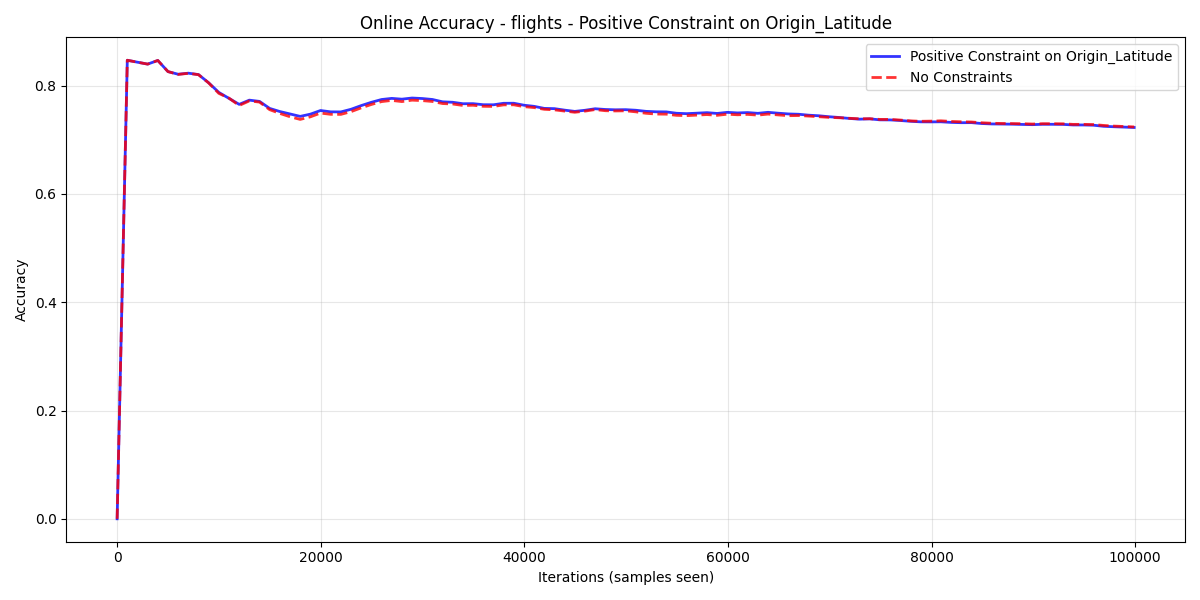 Online Accuracy - flights - Positive Constraint on Origin_Latitude
Positive Constraint on Origin_Latitude
No Constraints
Accuracy
0.8
0.6
0.4
0.2
0.0
0
20000
40000
60000
80000
100000
Iterations (samples seen)